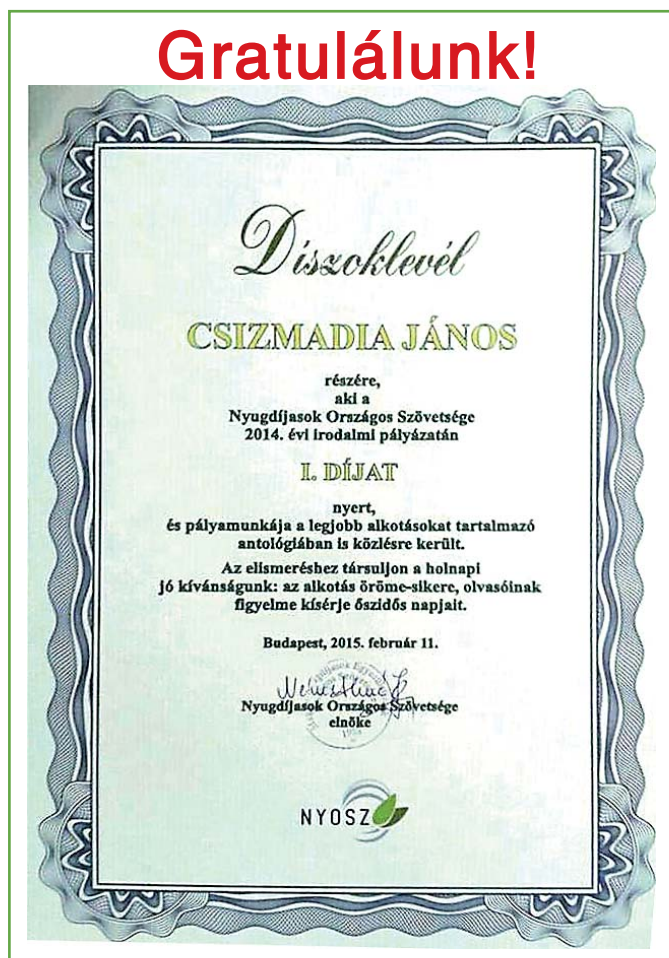 Gratulálunk!
Díszoklevél
CSIZMADIA JÁNOS
részére,
aki a
Nyugdíjasok Országos Szövetsége
2014. évi irodalmi pályázatán
I. DÍJAT
nyert,
és pályamunkája a legjobb alkotásokat tartalmazó
antológiában is közlésre került.
Az elismeréshez társuljon a holnapi
jó kívánságunk: az alkotás öröme-sikere, olvasóinak
figyelme kísérje őszidős napjait.
Budapest, 2015. február 11.
Nyugdíjasok Országos Szövetsége
elnöke
NYOSZ